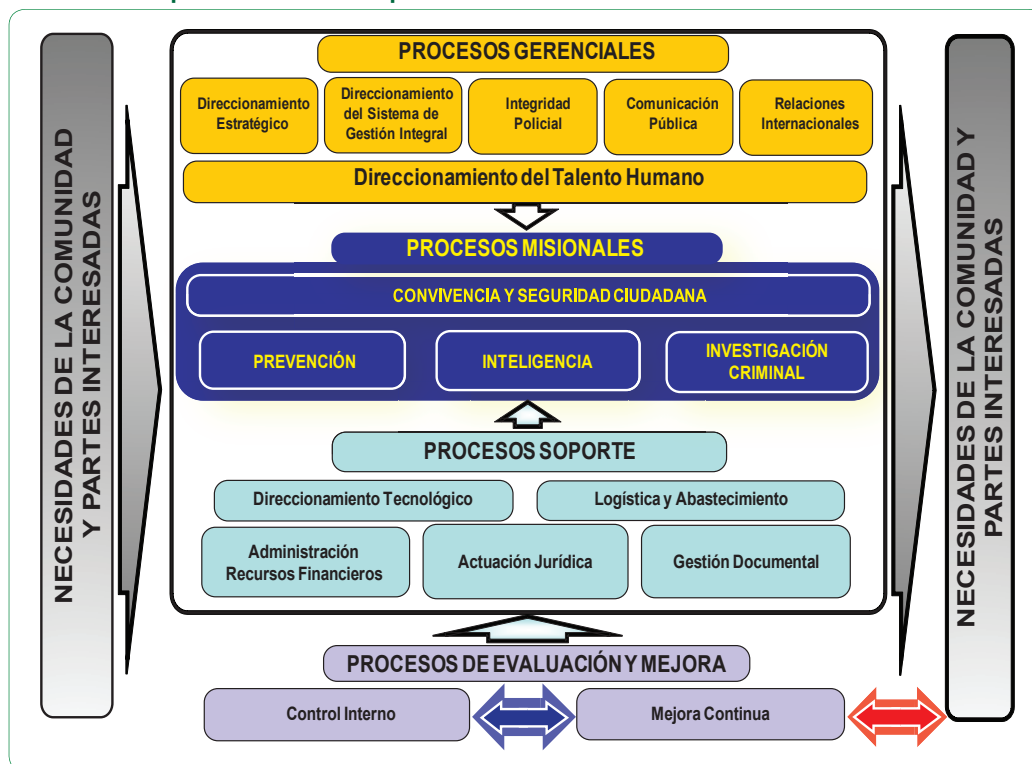 NECESIDADES DE LA COMUNIDAD
Y PARTES INTERESADAS
PROCESOS GERENCIALES
Direccionamiento
Estratégico
Direccionamiento
del Sistema de
Gestión Integral
Integridad
Policial
Comunicación
Pública
Relaciones
Internacionales
Direccionamiento del Talento Humano
PROCESOS MISIONALES
CONVIVENCIA Y SEGURIDAD CIUDADANA
PREVENCIÓN
INTELIGENCIA
INVESTIGACIÓN
CRIMINAL
PROCESOS SOPORTE
Direccionamiento Tecnológico
Logística y Abastecimiento
Administración
Recursos Financieros
Actuación Jurídica
Gestión Documental
PROCESOS DE EVALUACIÓN Y MEJORA
Control Interno
Mejora Continua
NECESIDADES DE LA COMUNIDAD Y
PARTES INTERESADAS